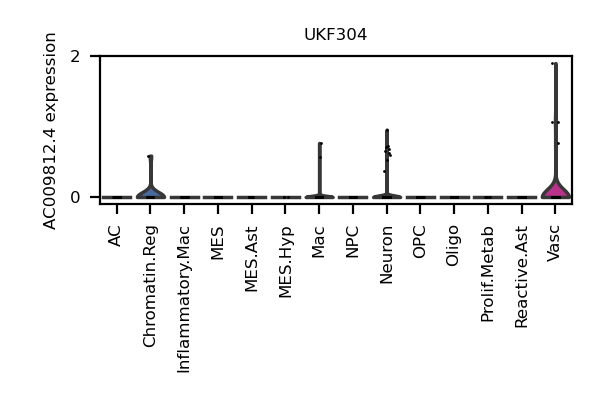 UKF304
AC009812.4 expression
2
0
AC
Chromatin.Reg
Inflammatory.Mac
MES
MES.Ast
MES.Hyp
Mac
NPC
Neuron
OPC
Oligo
Prolif.Metab
Reactive.Ast
Vasc